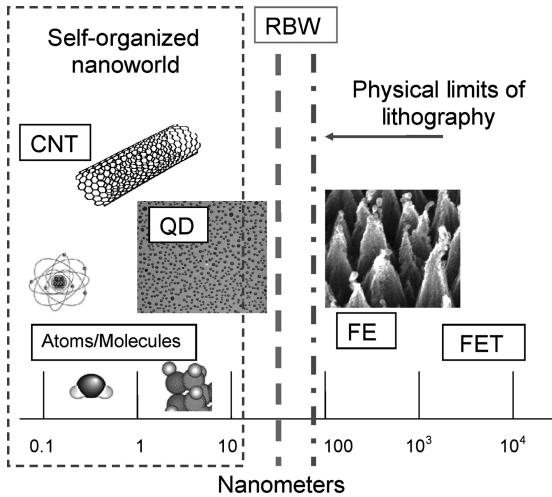 Self-organized
nanoworld
RBW
Physical limits of
lithography
CNT
QD
Atoms/Molecules
FE
FET
0.1
1
10
100
10³
10⁴
Nanometers